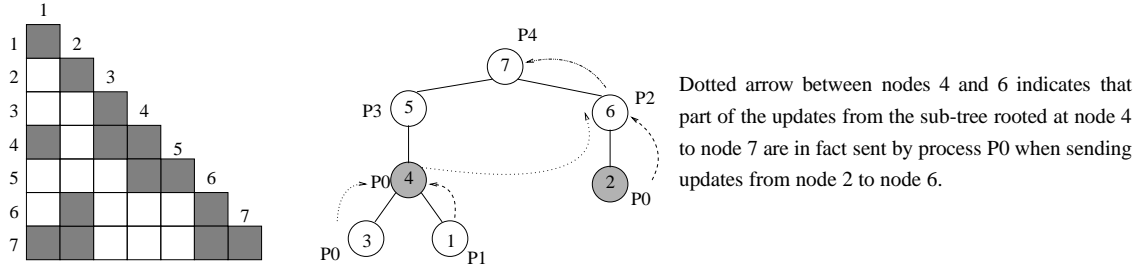 1
1 2
2 3
3 4
4 5
5 6
6 7
7
P4
7
P3 5 6 P2
P0 4 2 P0
P0 3 1 P1
Dotted arrow between nodes 4 and 6 indicates that
part of the updates from the sub-tree rooted at node 4
to node 7 are in fact sent by process P0 when sending
updates from node 2 to node 6.